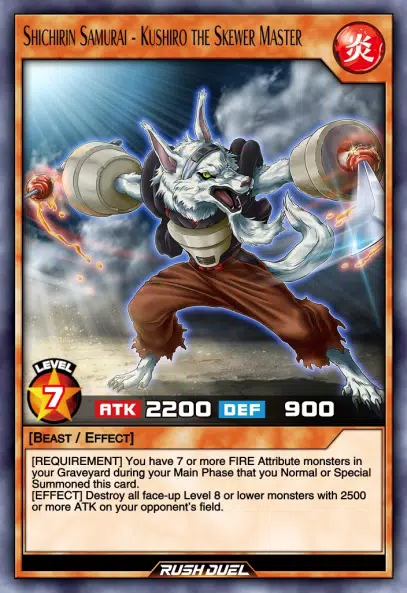 Shichirin Samurai - Kushiro the Skewer Master
炎
LEVEL
7
ATK 2200 DEF 900
[Beast / Effect]
[REQUIREMENT] You have 7 or more FIRE Attribute monsters in
your Graveyard during your Main Phase that you Normal or Special
Summoned this card.
[EFFECT] Destroy all face-up Level 8 or lower monsters with 2500
or more ATK on your opponent's field.
RUSH DUEL